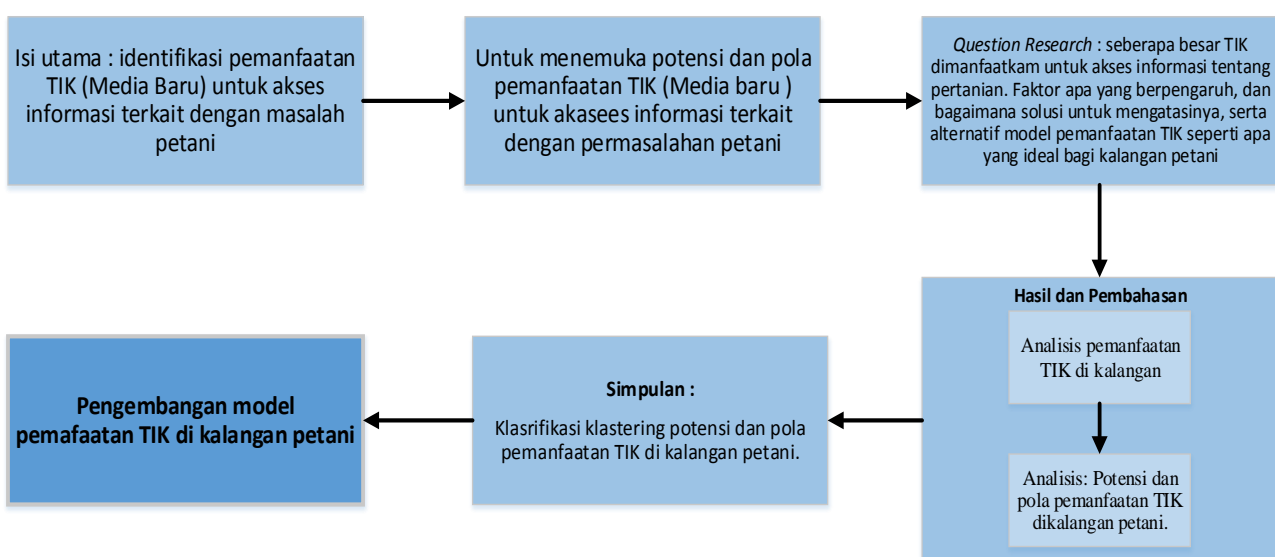 Isi utama : identifikasi pemanfaatan
TIK (Media Baru) untuk akses
informasi terkait dengan masalah
petani
Untuk menemuka potensi dan pola
pemanfaatan TIK (Media baru )
untuk akasees informasi terkait
dengan permasalahan petani
Question Research : seberapa besar TIK
dimanfaatkam untuk akses informasi tentang
pertanian. Faktor apa yang berpengaruh, dan
bagaimana solusi untuk mengatasinya, serta
alternatif model pemanfaatan TIK seperti apa
yang ideal bagi kalangan petani
Hasil dan Pembahasan
Analisis pemanfaatan
TIK di kalangan
Analisis: Potensi dan
pola pemanfaatan TIK
dikalangan petani.
Simpulan :
Klasrifikasi klastering potensi dan pola
pemanfaatan TIK di kalangan petani.
Pengembangan model
pemafaatan TIK di kalangan petani